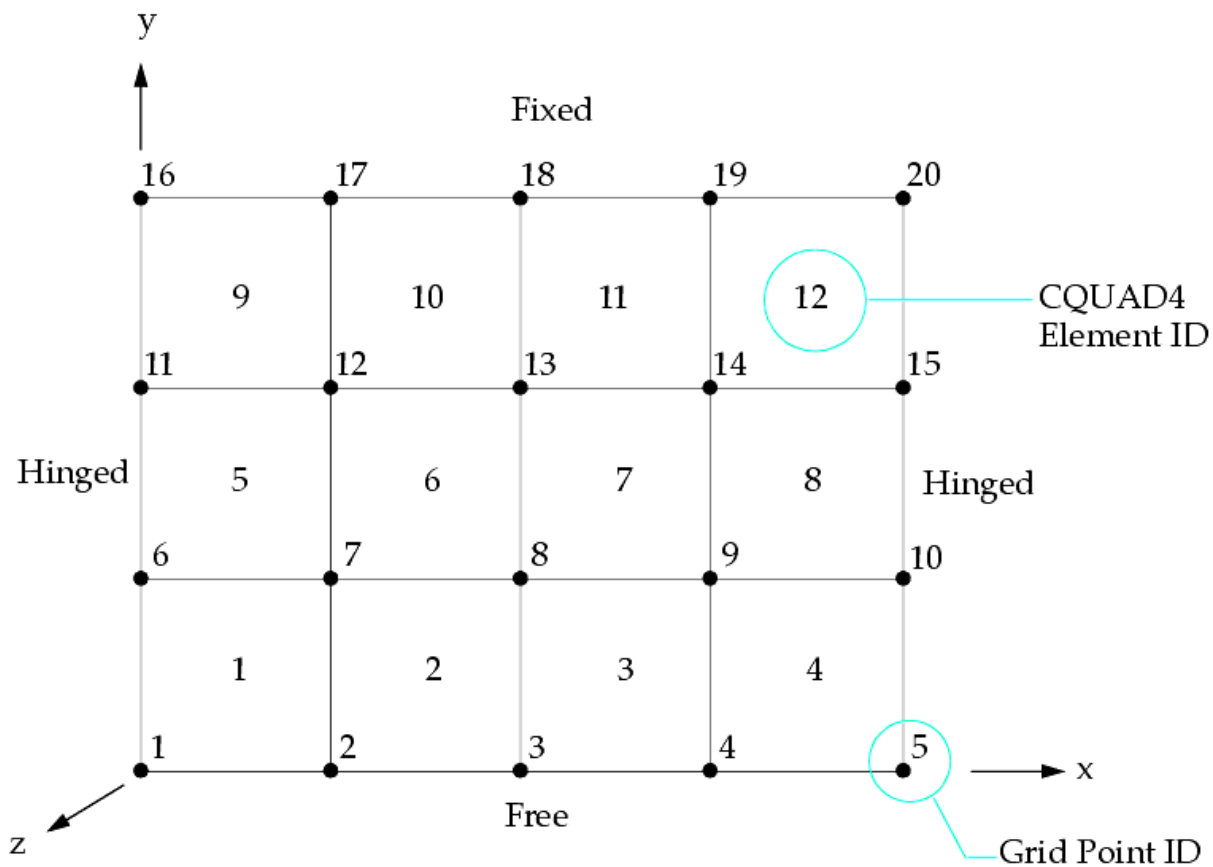 y
Fixed
16 17 18 19 20
9 10 11 12 CQUAD4
Element ID
11 12 13 14 15
Hinged 5 6 7 8 Hinged
6 7 8 9 10
1 2 3 4
1 2 3 4 5
x
Free
z
Grid Point ID